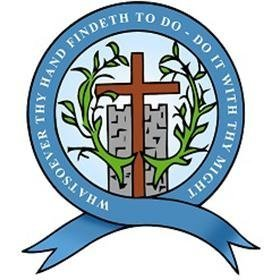 WHATSOEVER THY HAND FINDETH TO DO - DO IT WITH THY MIGHT